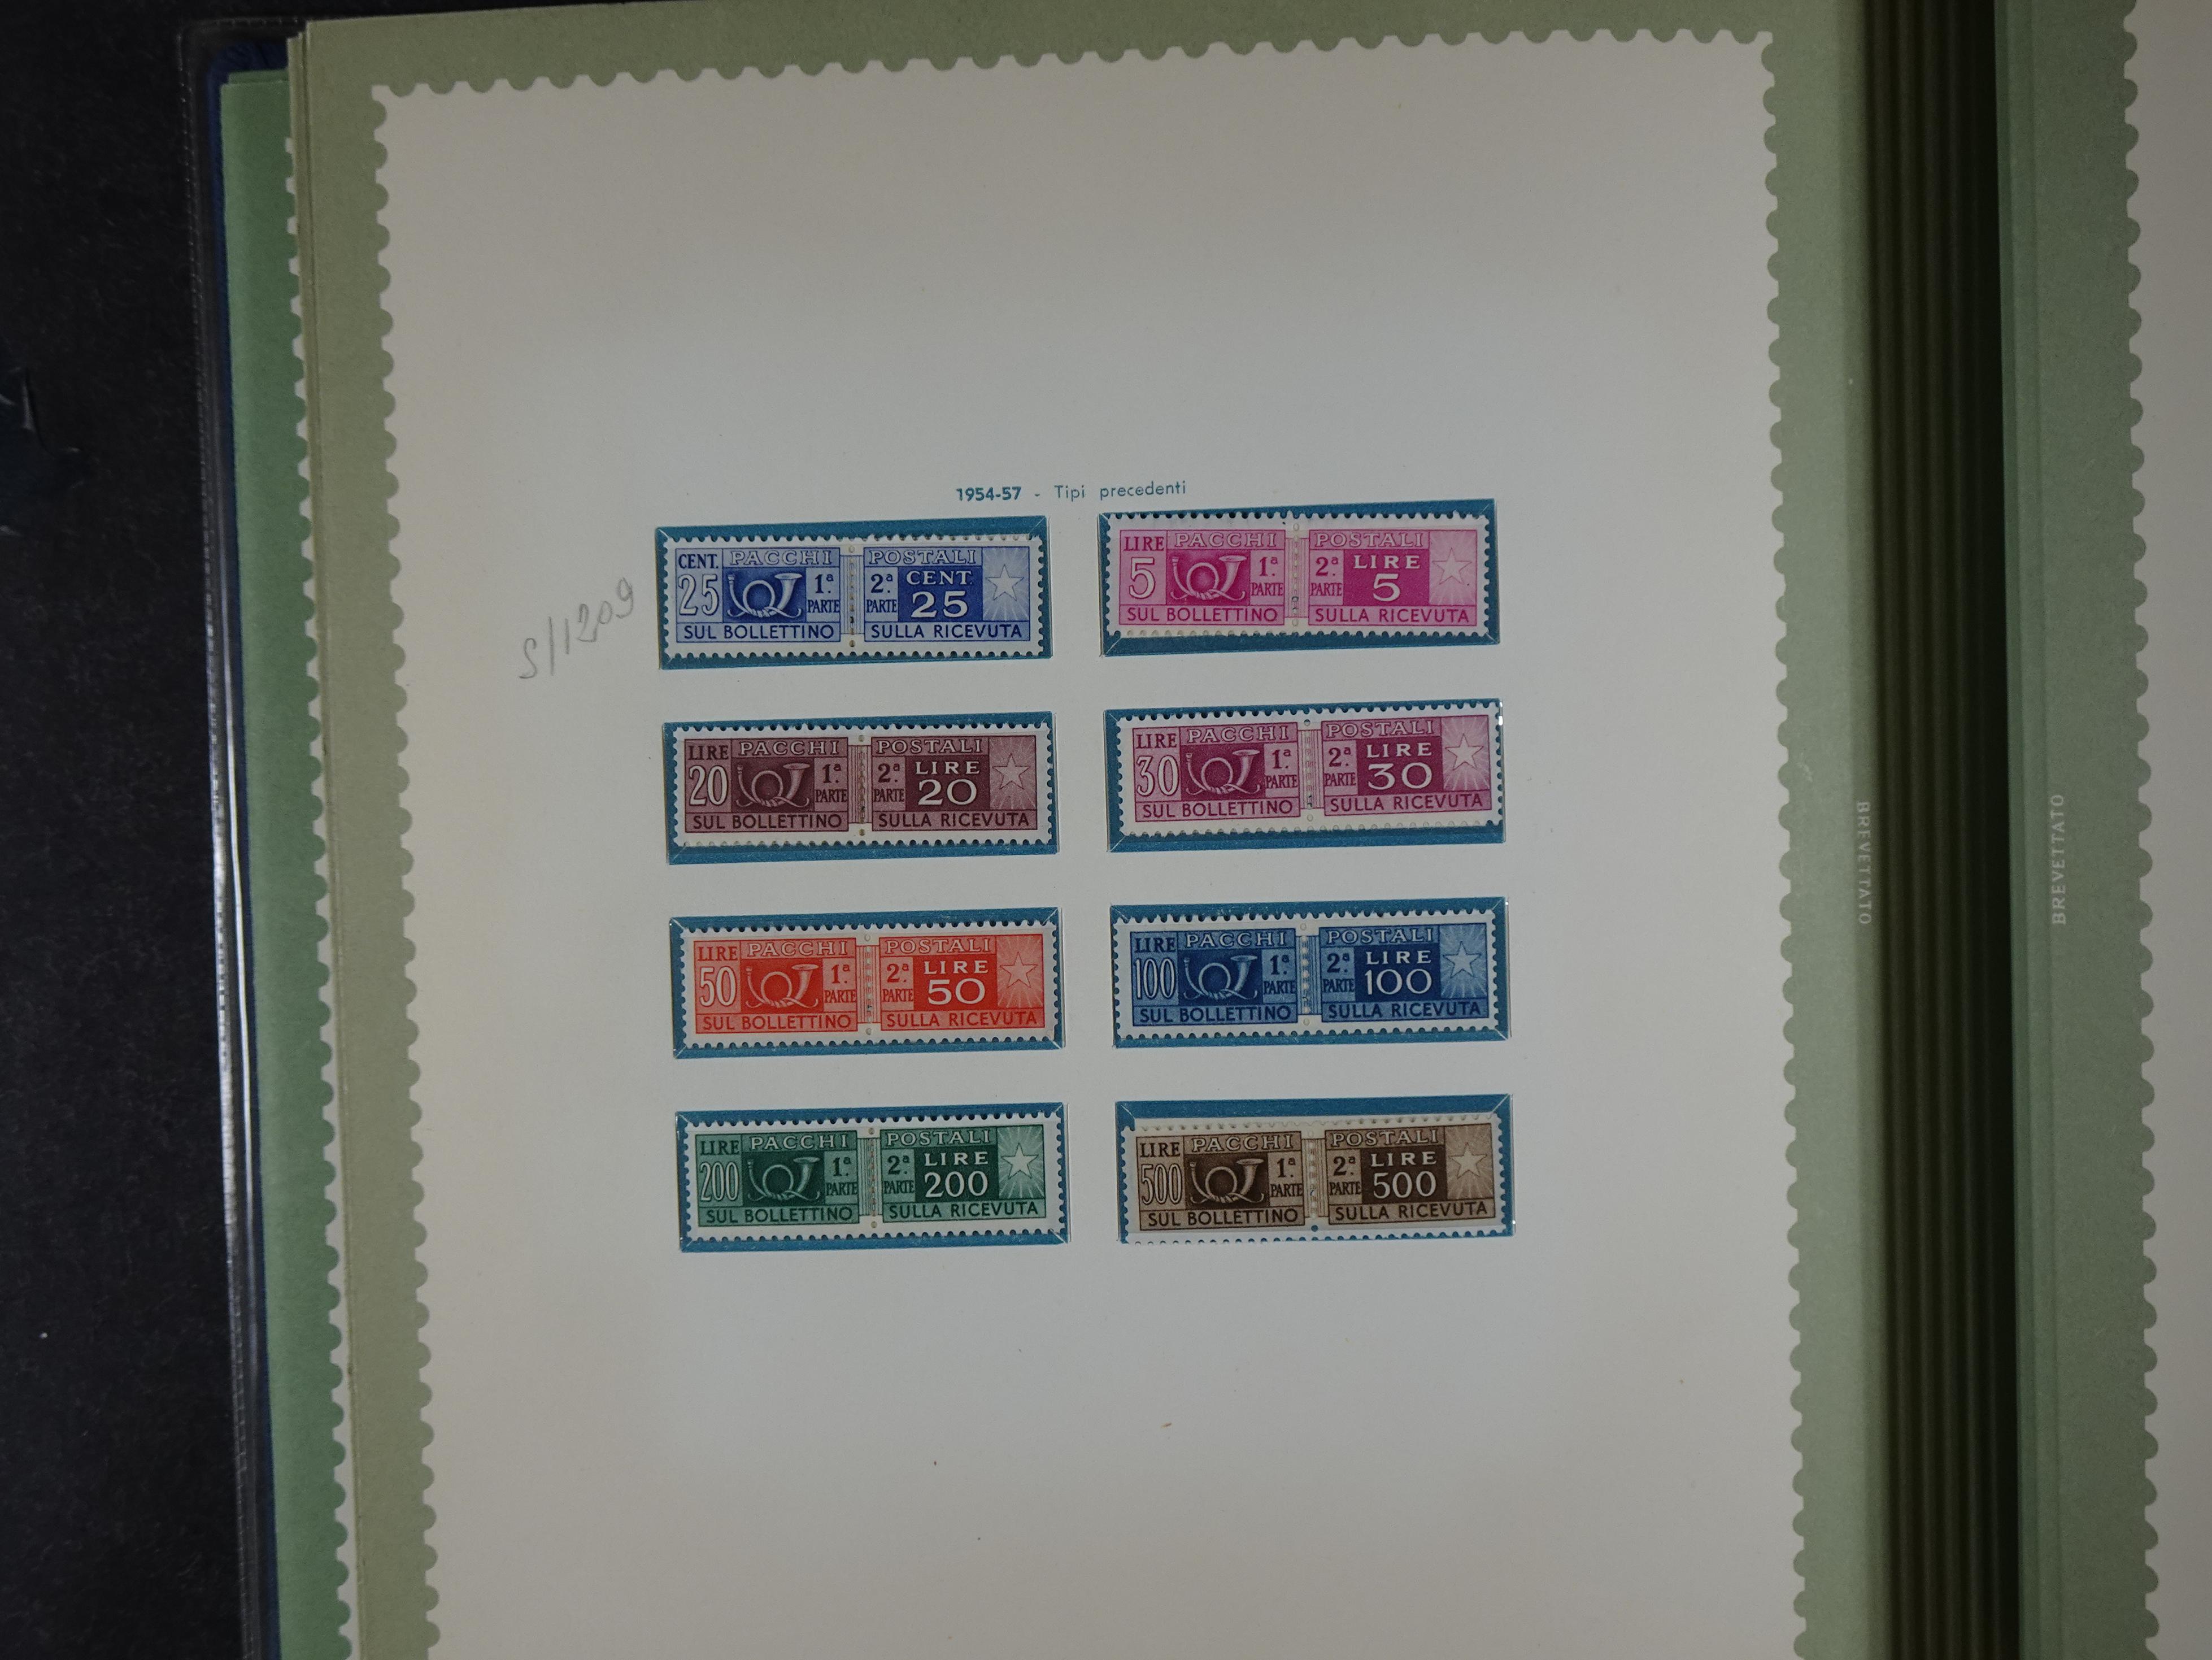 1954-57 - Tipi precedenti
S/1209
CENT. 25 PACCHI 1ª PARTE SUL BOLLETTINO POSTALI 2ª PARTE CENT. 25 SULLA RICEVUTA
LIRE 5 PACCHI 1ª PARTE SUL BOLLETTINO POSTALI 2ª PARTE LIRE 5 SULLA RICEVUTA
LIRE 20 PACCHI 1ª PARTE SUL BOLLETTINO POSTALI 2ª PARTE LIRE 20 SULLA RICEVUTA
LIRE 30 PACCHI 1ª PARTE SUL BOLLETTINO POSTALI 2ª PARTE LIRE 30 SULLA RICEVUTA
LIRE 50 PACCHI 1ª PARTE SUL BOLLETTINO POSTALI 2ª PARTE LIRE 50 SULLA RICEVUTA
LIRE 100 PACCHI 1ª PARTE SUL BOLLETTINO POSTALI 2ª PARTE LIRE 100 SULLA RICEVUTA
LIRE 200 PACCHI 1ª PARTE SUL BOLLETTINO POSTALI 2ª PARTE LIRE 200 SULLA RICEVUTA
LIRE 500 PACCHI 1ª PARTE SUL BOLLETTINO POSTALI 2ª PARTE LIRE 500 SULLA RICEVUTA
BREVETTATO
BREVETTATO